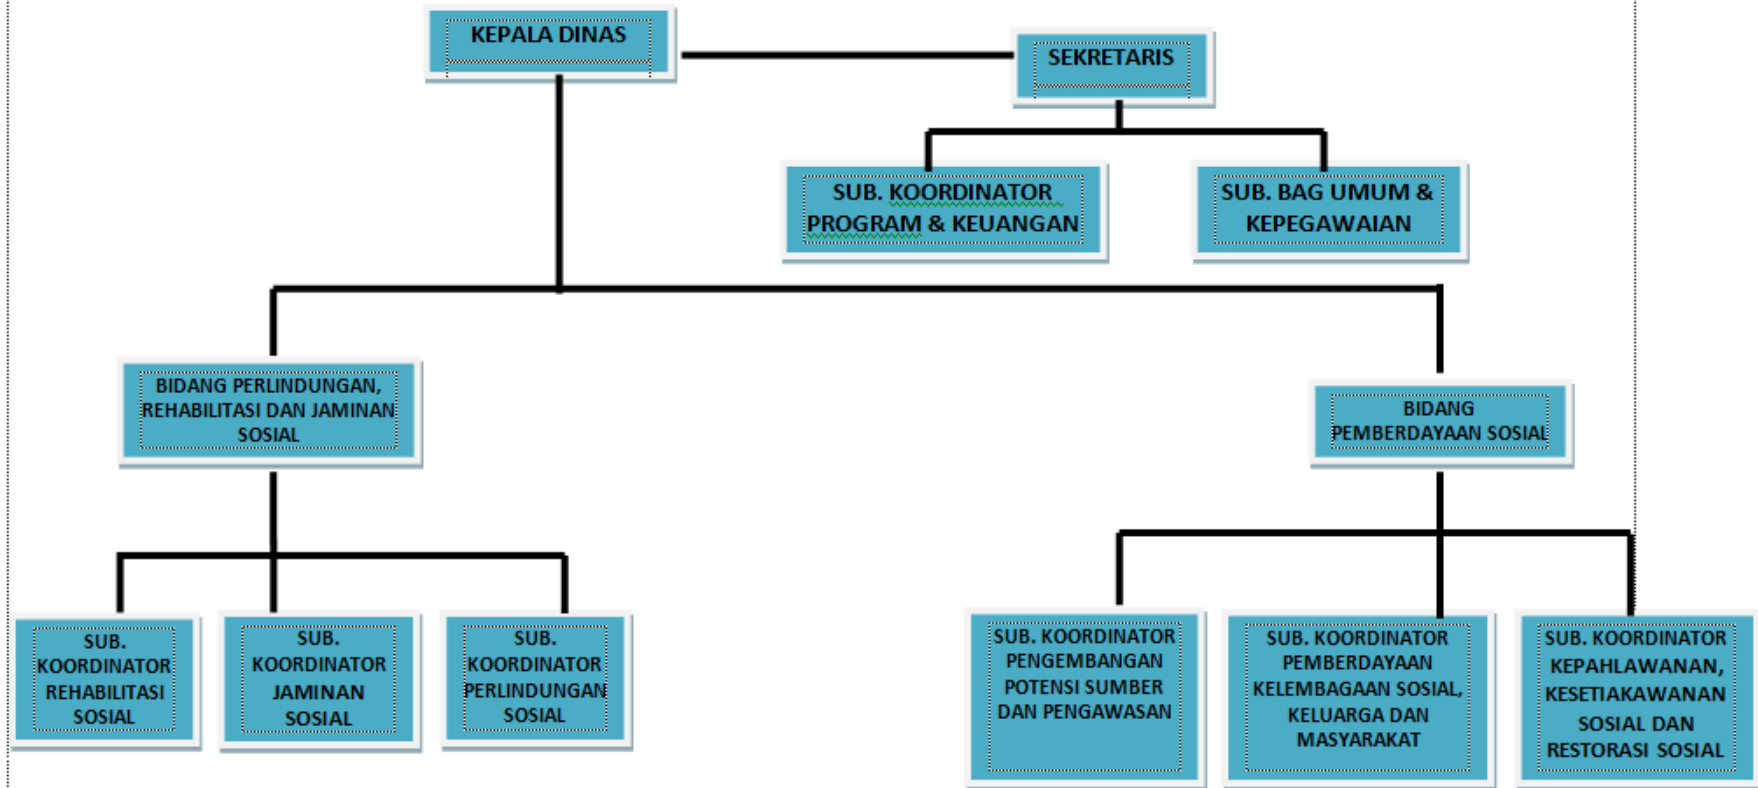 KEPALA DINAS
SEKRETARIS
SUB. KOORDINATOR
PROGRAM & KEUANGAN
SUB. BAG UMUM &
KEPEGAWAIAN
BIDANG PERLINDUNGAN,
REHABILITASI DAN JAMINAN
SOSIAL
BIDANG
PEMBERDAYAAN SOSIAL
SUB.
KOORDINATOR
REHABILITASI
SOSIAL
SUB.
KOORDINATOR
JAMINAN
SOSIAL
SUB.
KOORDINATOR
PERLINDUNGAN
SOSIAL
SUB. KOORDINATOR
PENGEMBANGAN
POTENSI SUMBER
DAN PENGAWASAN
SUB. KOORDINATOR
PEMBERDAYAAN
KELEMBAGAAN SOSIAL,
KELUARGA DAN
MASYARAKAT
SUB. KOORDINATOR
KEPAHLAWANAN,
KESETIAKAWANAN
SOSIAL DAN
RESTORASI SOSIAL